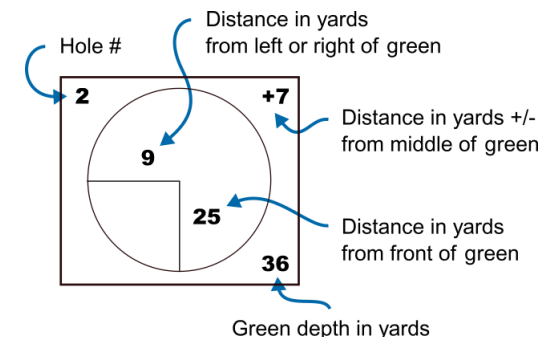 Distance in yards
from left or right of green
Hole #
2
+7
Distance in yards +/-
from middle of green
9
25
Distance in yards
from front of green
36
Green depth in yards